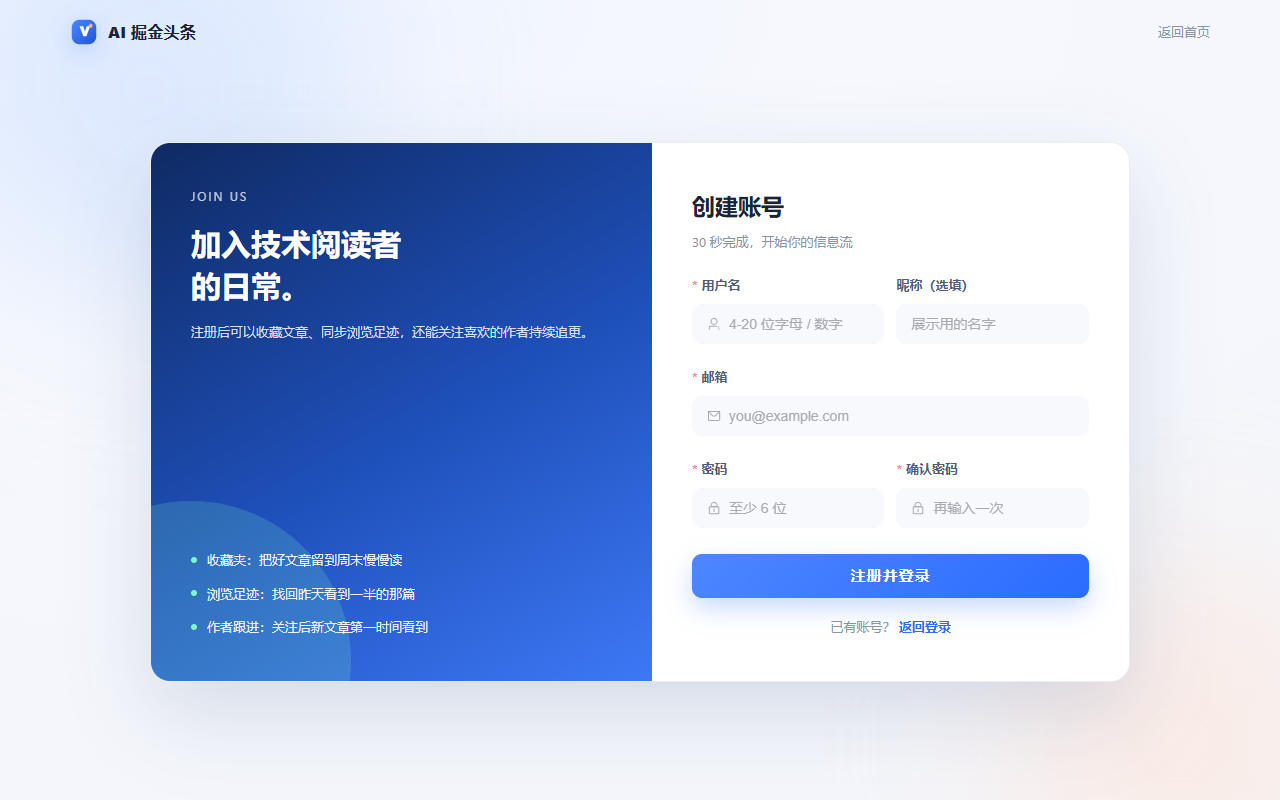 AI 掘金头条
返回首页
JOIN US
加入技术阅读者
的日常。
注册后可以收藏文章、同步浏览足迹，还能关注喜欢的作者持续追更。
收藏夹：把好文章留到周末慢慢读
浏览足迹：找回昨天看到一半的那篇
作者跟进：关注后新文章第一时间看到
创建账号
30 秒完成，开始你的信息流
* 用户名
昵称（选填）
4-20 位字母 / 数字
展示用的名字
* 邮箱
you@example.com
* 密码
* 确认密码
至少 6 位
再输入一次
注册并登录
已有账号？ 返回登录